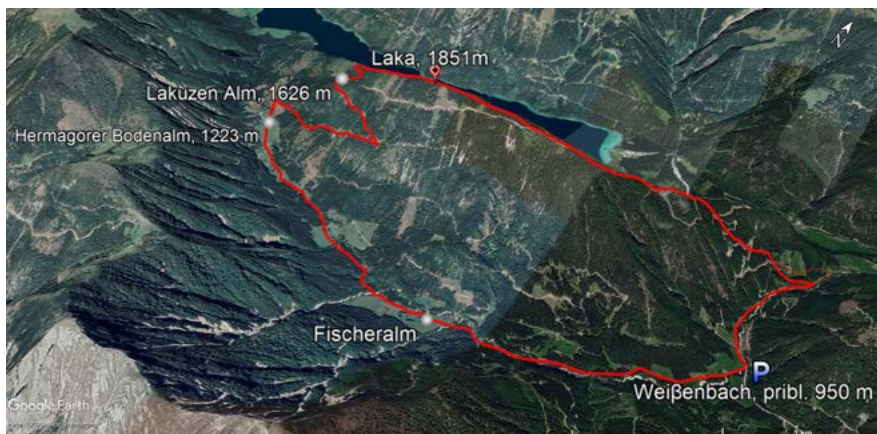 N
Laka, 1851m
Lakuzen Alm, 1626 m
Hermagorer Bodenalm, 1223 m
Fischeralm
P
Weißenbach, pribl. 950 m
Google Earth